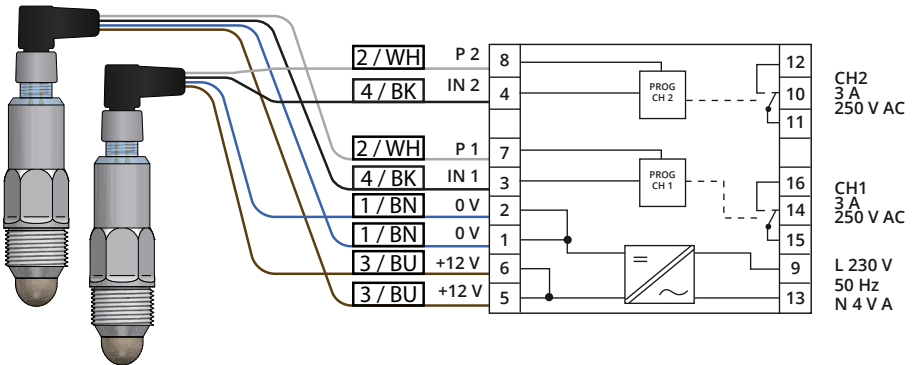 2 / WH P 2 8
4 / BK IN 2 4
2 / WH P 1 7
4 / BK IN 1 3
1 / BN 0 V 2
1 / BN 0 V 1
3 / BU +12 V 6
3 / BU +12 V 5
PROG
CH 2
PROG
CH 1
12
10
11
16
14
15
9
13
CH2
3 A
250 V AC
CH1
3 A
250 V AC
L 230 V
50 Hz
N 4 V A